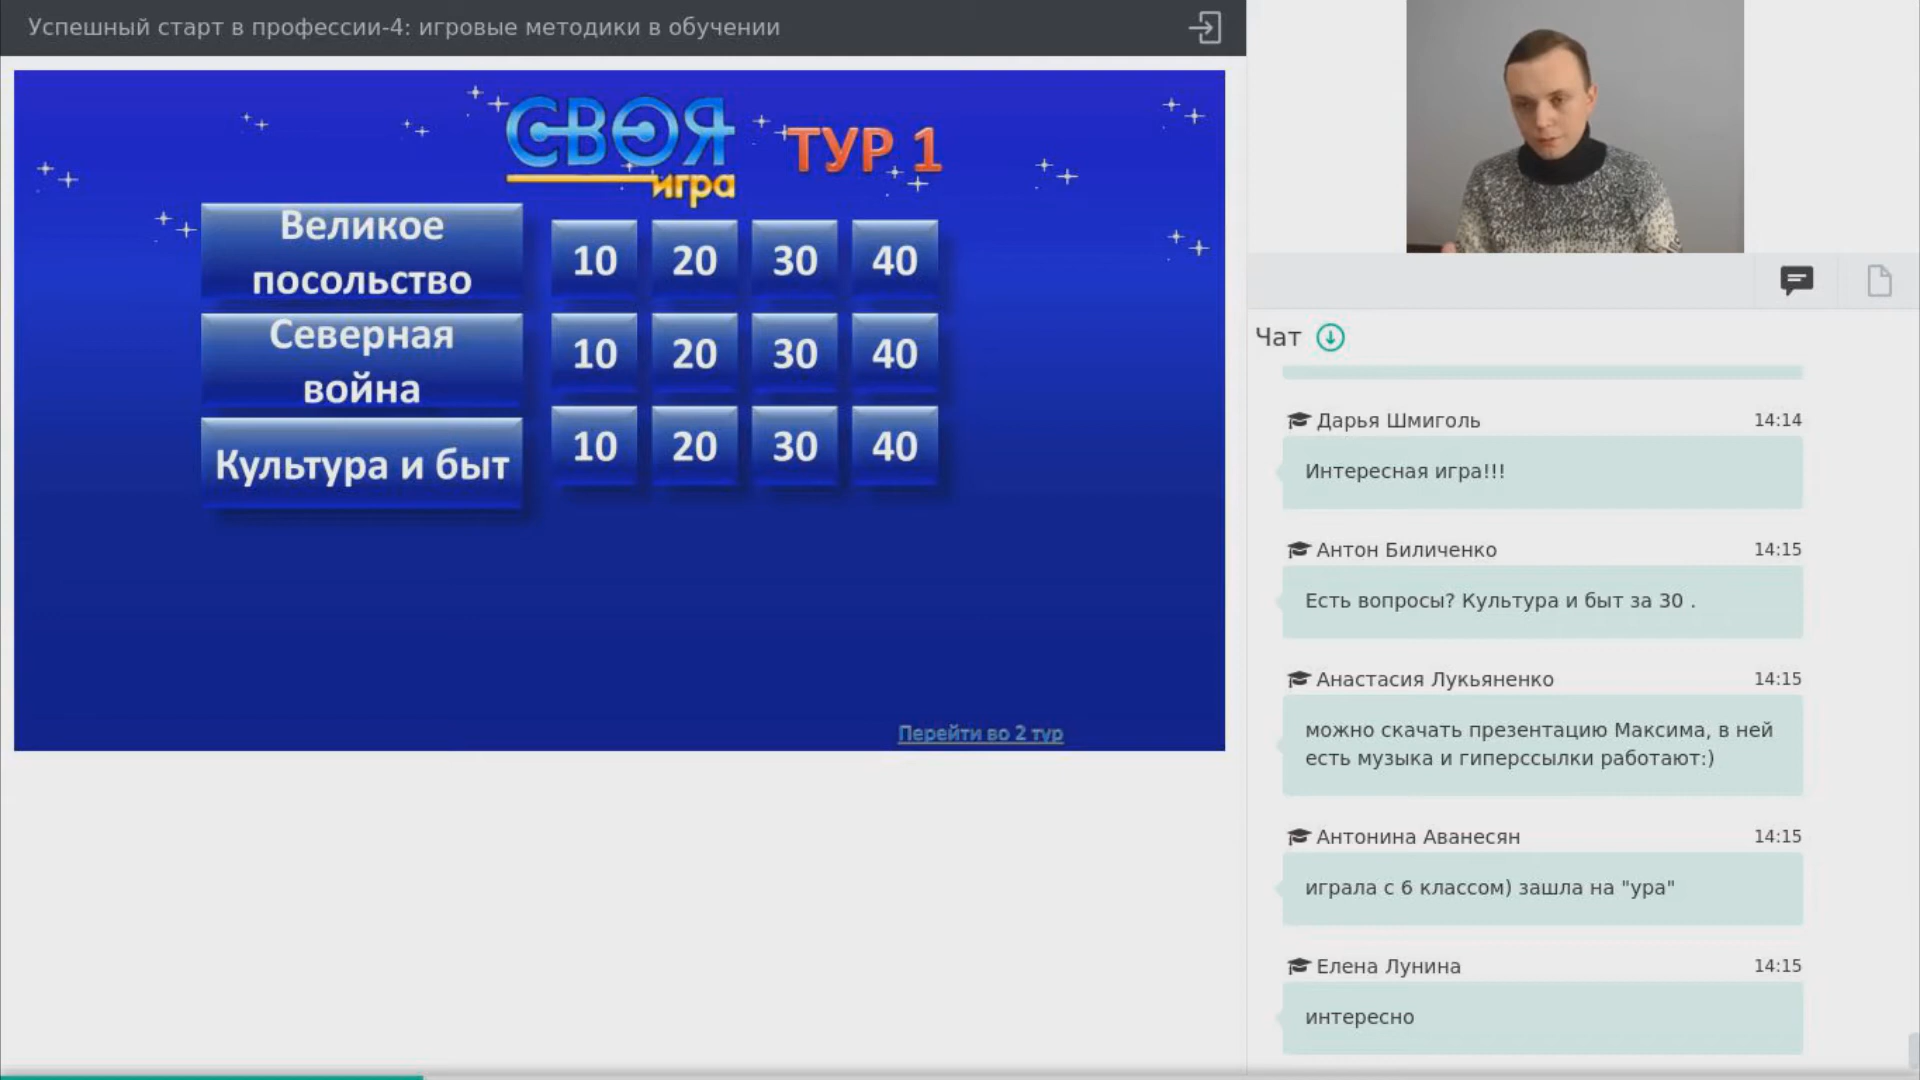 Успешный старт в профессии-4: игровые методики в обучении
СВОЯ
игра
ТУР 1
Великое
посольство
10 20 30 40
Северная
война
10 20 30 40
Культура и быт
10 20 30 40
Перейти во 2 тур
Чат
Дарья Шмиголь 14:14
Интересная игра!!!
Антон Биличенко 14:15
Есть вопросы? Культура и быт за 30 .
Анастасия Лукьяненко 14:15
можно скачать презентацию Максима, в ней
есть музыка и гиперссылки работают:)
Антонина Аванесян 14:15
играла с 6 классом) зашла на "ура"
Елена Лунина 14:15
интересно